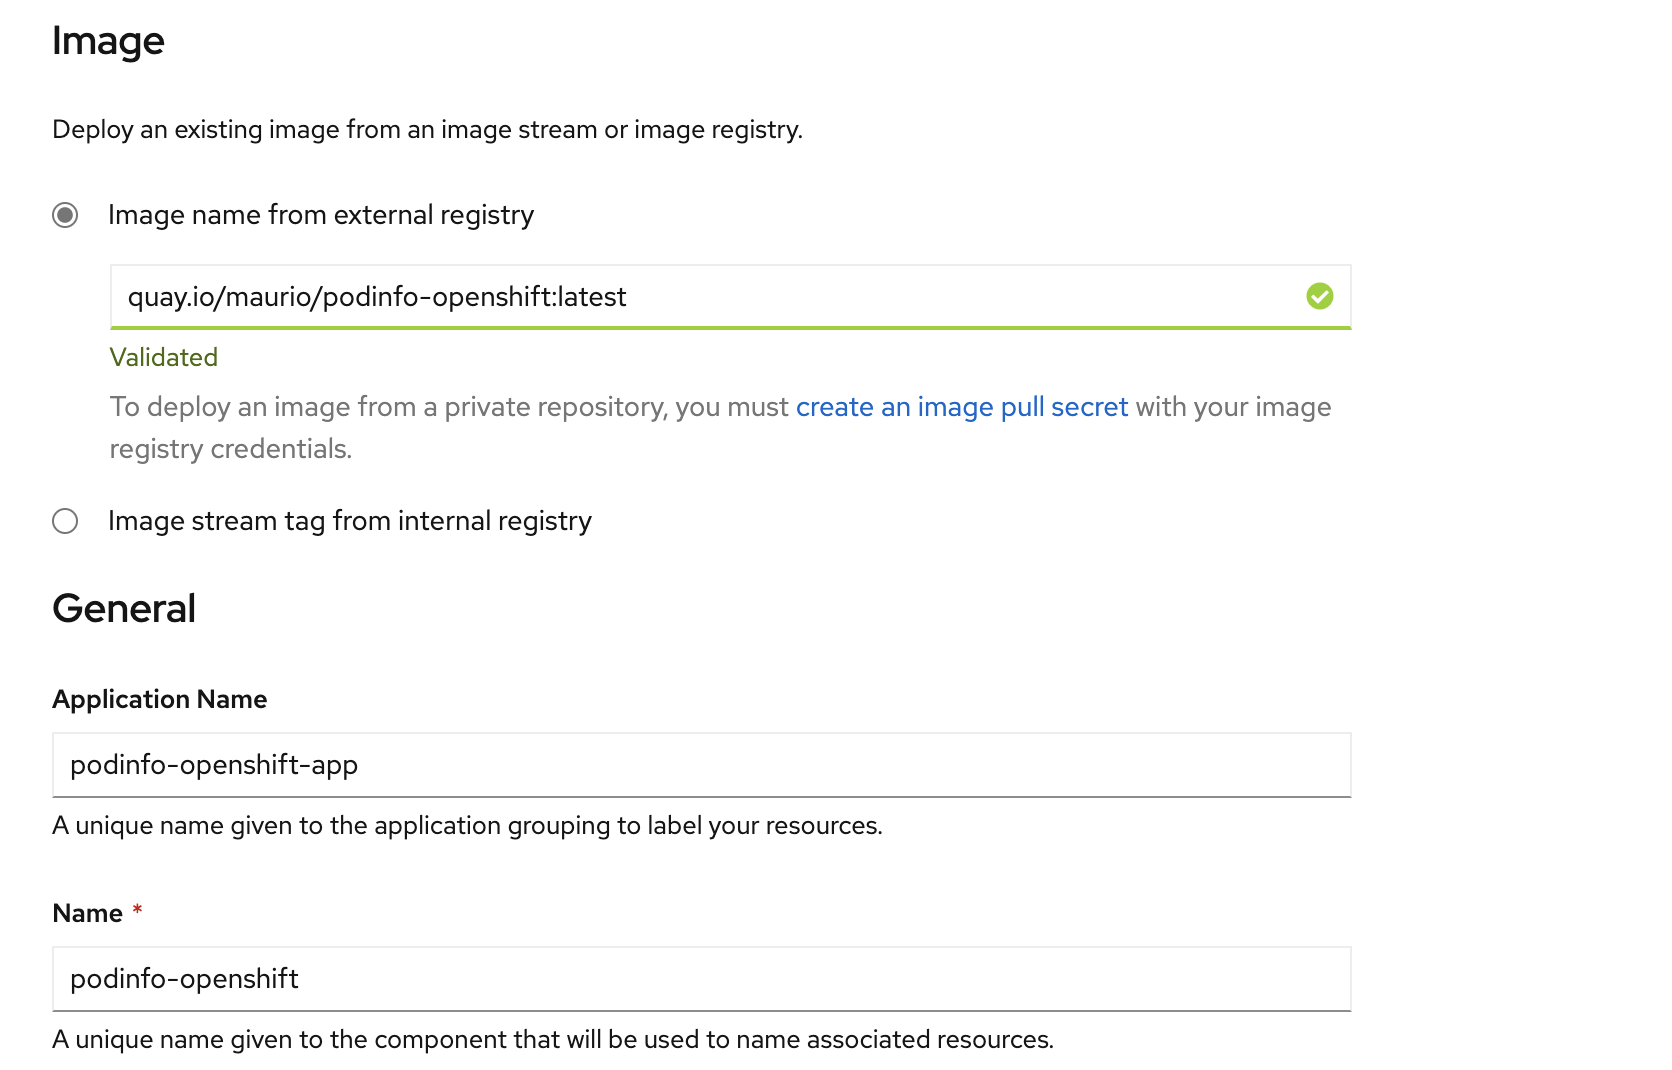 Image
Deploy an existing image from an image stream or image registry.
Image name from external registry
quay.io/maurio/podinfo-openshift:latest
Validated
To deploy an image from a private repository, you must create an image pull secret with your image
registry credentials.
Image stream tag from internal registry
General
Application Name
podinfo-openshift-app
A unique name given to the application grouping to label your resources.
Name *
podinfo-openshift
A unique name given to the component that will be used to name associated resources.